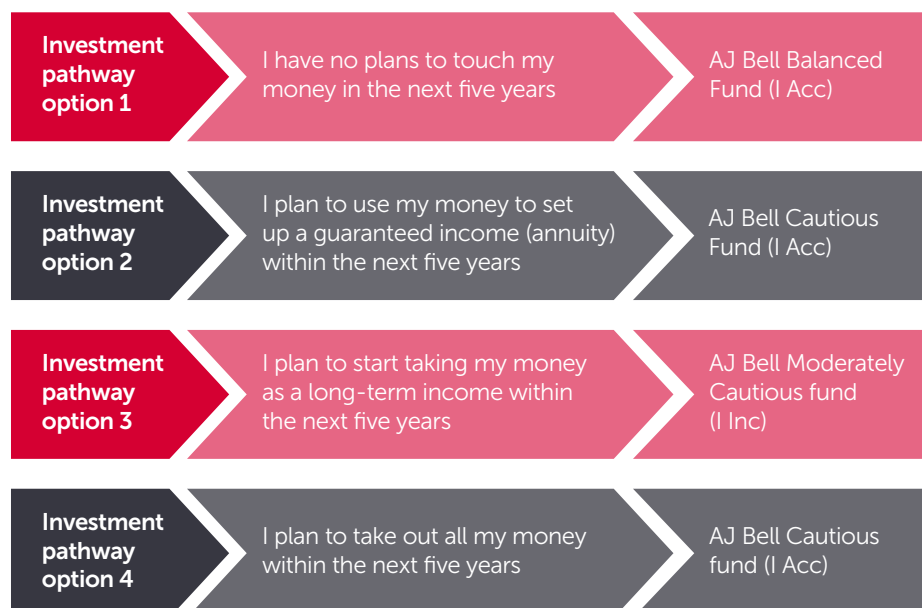 Investment
pathway
option 1
I have no plans to touch my
money in the next five years
AJ Bell Balanced
Fund (I Acc)
Investment
pathway
option 2
I plan to use my money to set
up a guaranteed income (annuity)
within the next five years
AJ Bell Cautious
Fund (I Acc)
Investment
pathway
option 3
I plan to start taking my money
as a long-term income within
the next five years
AJ Bell Moderately
Cautious fund
(I Inc)
Investment
pathway
option 4
I plan to take out all my money
within the next five years
AJ Bell Cautious
fund (I Acc)